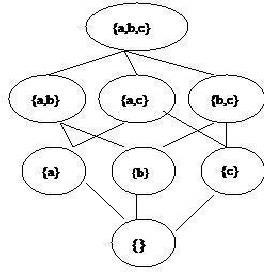 {a,b,c}
{a,b} {a,c} {b,c}
{a} {b} {c}
{}